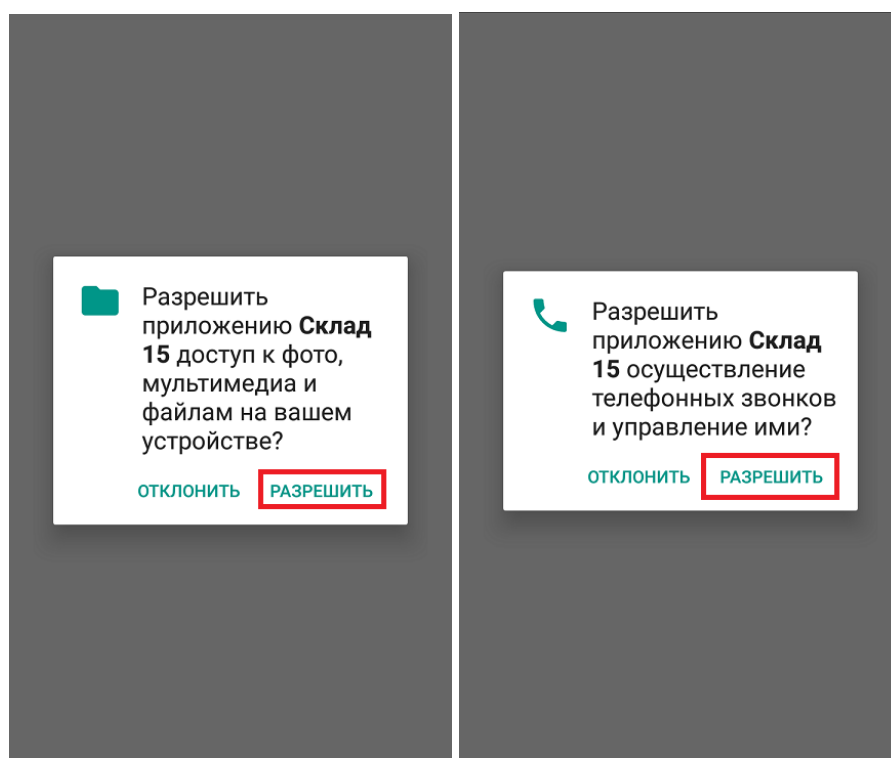 Разрешить
приложению Склад
15 доступ к фото,
мультимедиа и
файлам на вашем
устройстве?
ОТКЛОНИТЬ РАЗРЕШИТЬ
Разрешить
приложению Склад
15 осуществление
телефонных звонков
и управление ими?
ОТКЛОНИТЬ РАЗРЕШИТЬ